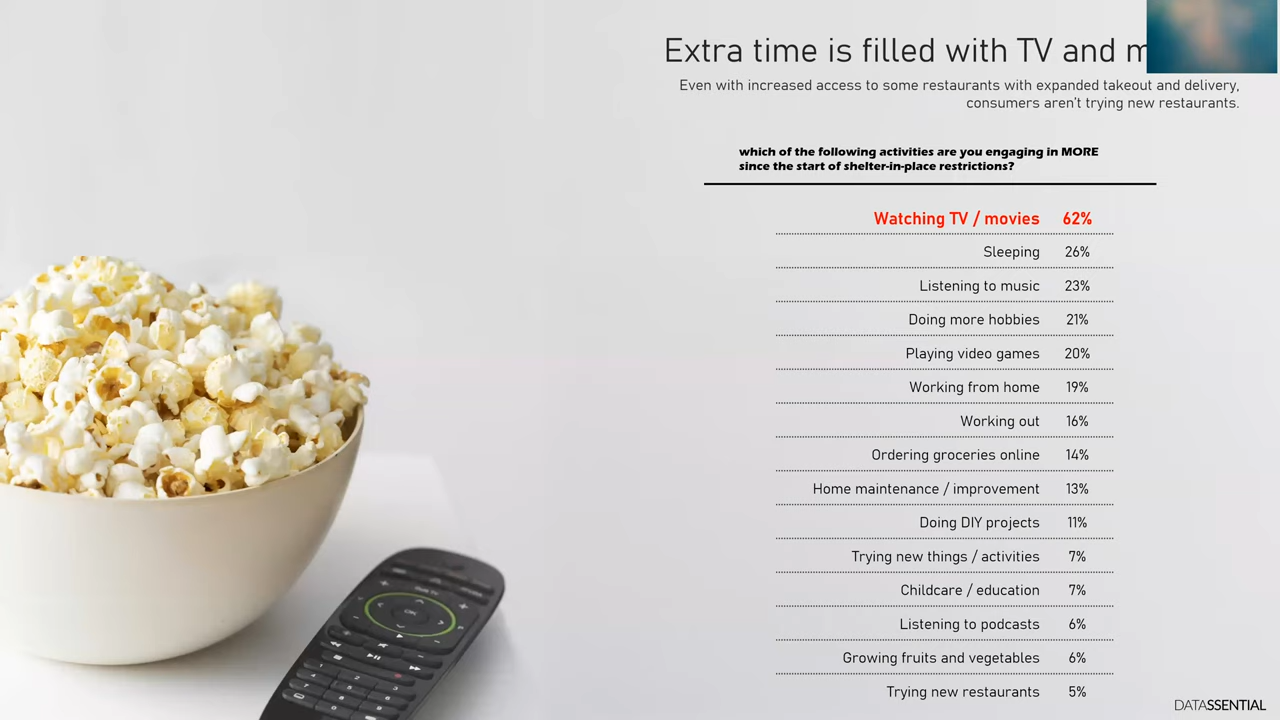 Extra time is filled with TV and
Even with increased access to some restaurants with expanded takeout and delivery,
consumers aren't trying new restaurants.
which of the following activities are you engaging in MORE
since the start of shelter-in-place restrictions?
Watching TV / movies 62%
Sleeping 26%
Listening to music 23%
Doing more hobbies 21%
Playing video games 20%
Working from home 19%
Working out 16%
Ordering groceries online 14%
Home maintenance / improvement 13%
Doing DIY projects 11%
Trying new things / activities 7%
Childcare / education 7%
Listening to podcasts 6%
Growing fruits and vegetables 6%
Trying new restaurants 5%
DATASSENTIAL